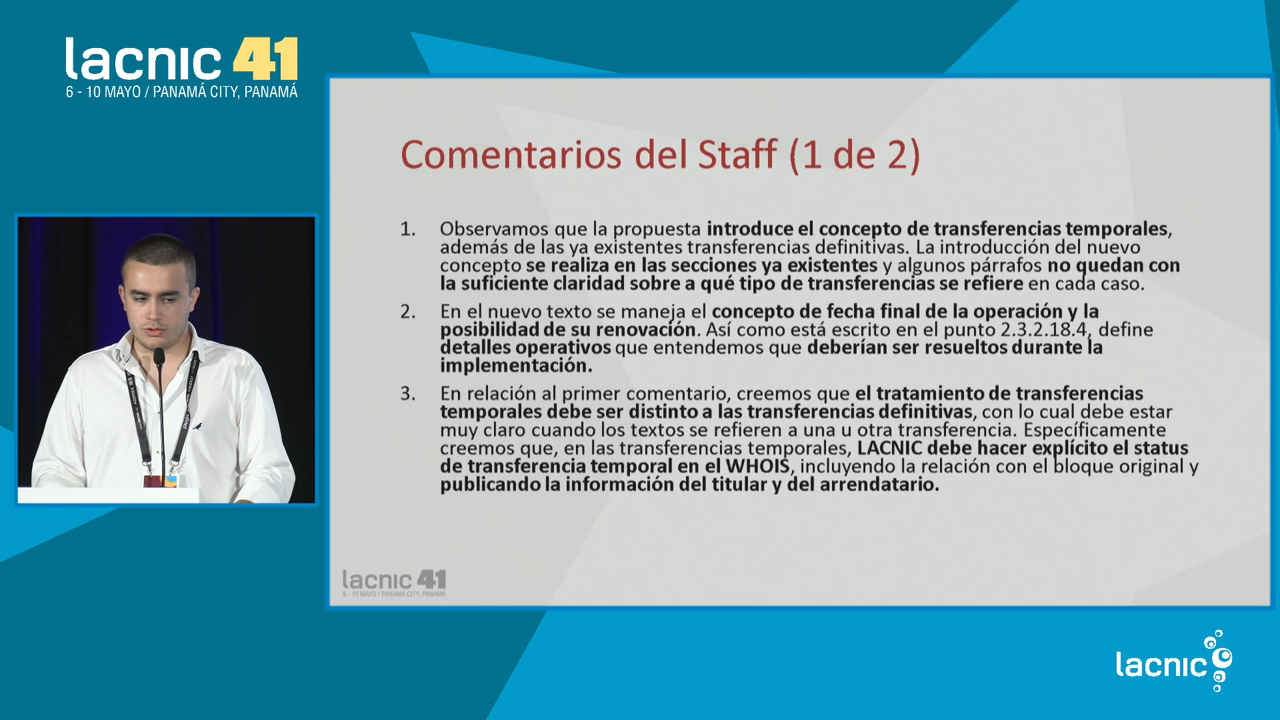 lacnic 41
6 - 10 MAYO / PANAMÁ CITY, PANAMÁ
Comentarios del Staff (1 de 2)
1. Observamos que la propuesta introduce el concepto de transferencias temporales,
además de las ya existentes transferencias definitivas. La introducción del nuevo
concepto se realiza en las secciones ya existentes y algunos párrafos no quedan con
la suficiente claridad sobre a qué tipo de transferencias se refiere en cada caso.
2. En el nuevo texto se maneja el concepto de fecha final de la operación y la
posibilidad de su renovación. Así como está escrito en el punto 2.3.2.18.4, define
detalles operativos que entendemos que deberían ser resueltos durante la
implementación.
3. En relación al primer comentario, creemos que el tratamiento de transferencias
temporales debe ser distinto a las transferencias definitivas, con lo cual debe estar
muy claro cuando los textos se refieren a una u otra transferencia. Específicamente
creemos que, en las transferencias temporales, LACNIC debe hacer explícito el status
de transferencia temporal en el WHOIS, incluyendo la relación con el bloque original y
publicando la información del titular y del arrendatario.
lacnic 41
6 - 10 MAYO / PANAMÁ CITY, PANAMÁ
lacnic